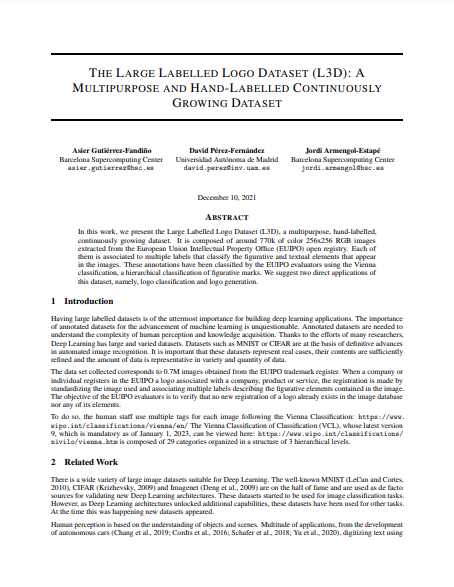 THE LARGE LABELLED LOGO DATASET (L3D): A
MULTIPURPOSE AND HAND-LABELLED CONTINUOUSLY
GROWING DATASET
Asier Gutiérrez-Fandiño David Pérez-Fernández Jordi Armengol-Estapé
Barcelona Supercomputing Center Universidad Autónoma de Madrid Barcelona Supercomputing Center
asier.gutierrez@bsc.es david.perez@inv.uam.es jordi.armengol@bsc.es
December 10, 2021
ABSTRACT
In this work, we present the Large Labelled Logo Dataset (L3D), a multipurpose, hand-labelled,
continuously growing dataset. It is composed of around 770k of color 256x256 RGB images
extracted from the European Union Intellectual Property Office (EUIPO) open registry. Each of
them is associated to multiple labels that classify the figurative and textual elements that appear
in the images. These annotations have been classified by the EUIPO evaluators using the Vienna
classification, a hierarchical classification of figurative marks. We suggest two direct applications
of this dataset, namely, logo classification and logo generation.
1 Introduction
Having large labelled datasets is of the uttermost importance for building deep learning applications. The importance
of annotated datasets for the advancement of machine learning is unquestionable. Annotated datasets are needed to
understand the complexity of human perception and knowledge acquisition. Thanks to the efforts of many researchers,
Deep Learning has large and varied datasets. Datasets such as MNIST or CIFAR are at the basis of definitive advances
in automated image recognition. It is important that these datasets represent real cases, their contents are sufficiently
refined and the amount of data is representative in variety and quantity of data.
The data set collected corresponds to 0.7M images obtained from the EUIPO trademark register. When a company or
individual registers in the EUIPO a logo associated with a company, product or service, the registration is made by
standardizing the image used and associating multiple labels describing the figurative elements contained in the image.
The objective of the EUIPO evaluators is to verify that no new registration of a logo already exists in the image database
nor any of its elements.
To do so, the human staff use multiple tags for each image following the Vienna Classification: https://www.
wipo.int/classifications/vienna/en/ The Vienna Classification of Classification (VCL), whose latest version
9, which is mandatory as of January 1, 2023, can be viewed here: https://www.wipo.int/classifications/
nivilo/vienna.htm is composed of 29 categories organized in a structure of 3 hierarchical levels.
2 Related Work
There is a wide variety of large image datasets suitable for Deep Learning. The well-known MNIST (LeCun and Cortes,
2010), CIFAR (Krizhevsky, 2009) and Imagenet (Deng et al., 2009) are on the hall of fame and are used as de facto
sources for validating new Deep Learning architectures. These datasets started to be used for image classification tasks.
However, as Deep Learning architectures unlocked additional capabilities, these datasets have been used for other tasks.
At the time this was happening new datasets appeared.
Human perception is based on the understanding of objects and scenes. Multitude of applications, from the development
of autonomous cars (Chang et al., 2019; Cordts et al., 2016; Schafer et al., 2018; Yu et al., 2020), digitizing text using